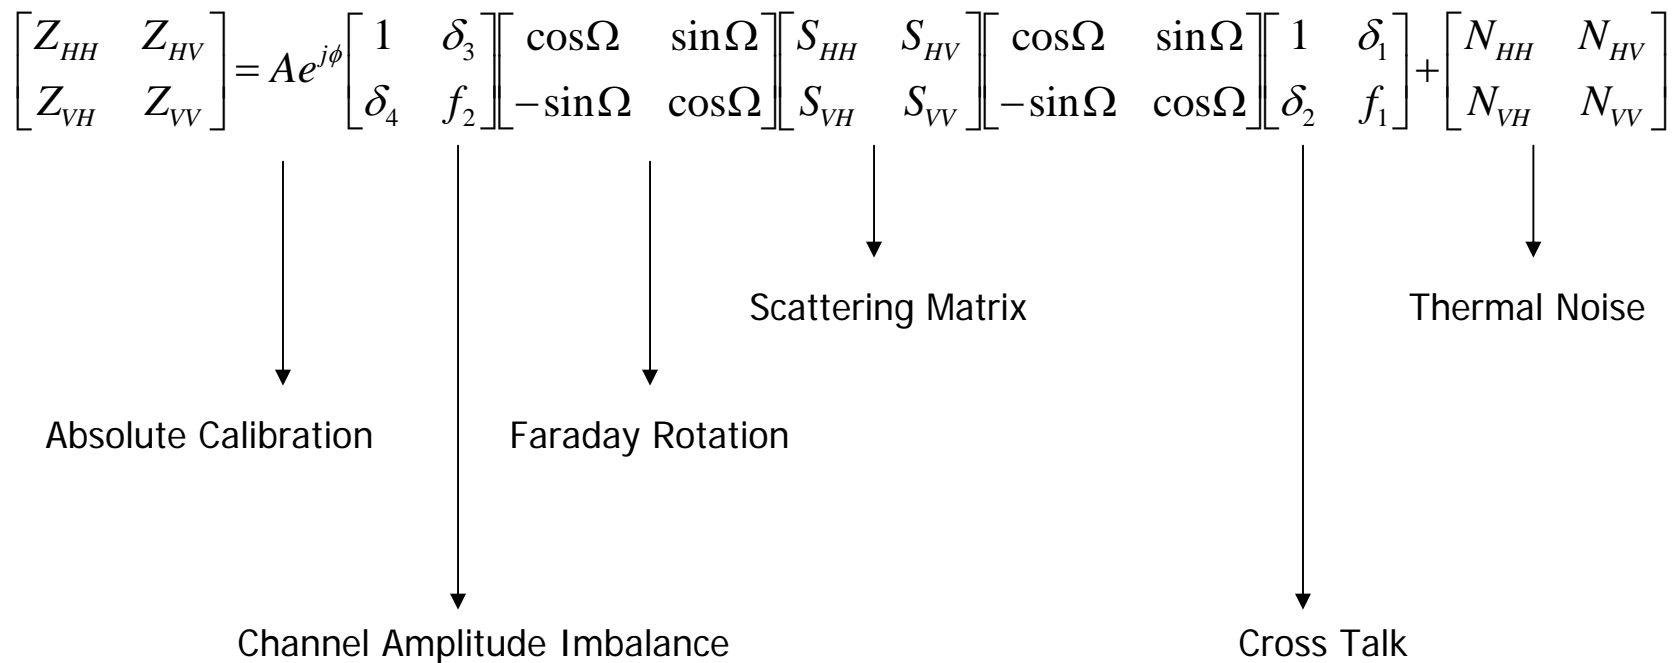 [Z_HH Z_HV] = Ae^{jϕ} [1 δ_3] [cosΩ sinΩ] [S_HH S_HV] [cosΩ sinΩ] [1 δ_1] + [N_HH N_HV]
[Z_VH Z_VV] [δ_4 f_2] [−sinΩ cosΩ] [S_VH S_VV] [−sinΩ cosΩ] [δ_2 f_1] [N_VH N_VV]
Scattering Matrix Thermal Noise
Absolute Calibration Faraday Rotation
Channel Amplitude Imbalance Cross Talk